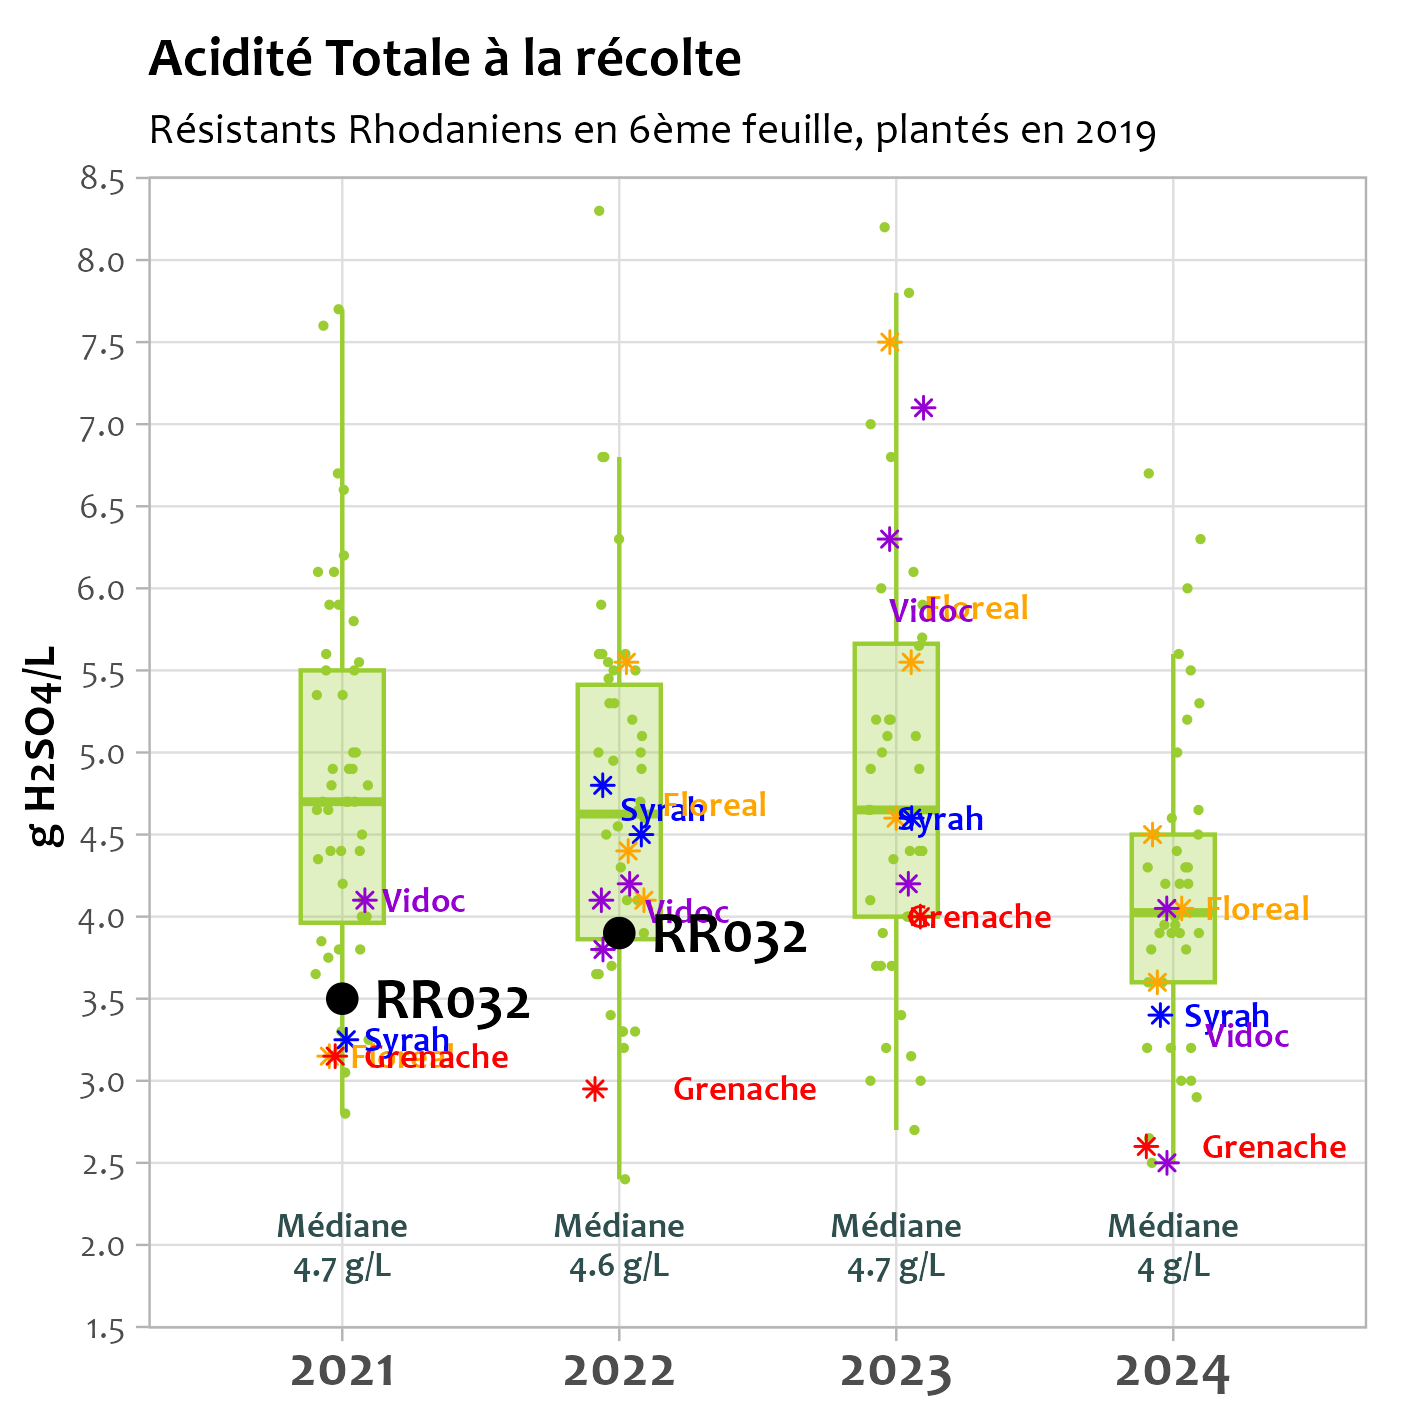 Acidité Totale à la récolte
Résistants Rhodaniens en 6ème feuille, plantés en 2019
g H2SO4/L
8.5
8.0
7.5
7.0
6.5
6.0
5.5
5.0
4.5
4.0
3.5
3.0
2.5
2.0
1.5
Vidoc
RR032
Syrah
Floreal
Grenache
Syrah
Floreal
Vidoc
RR032
Grenache
Vidoc
Floreal
Syrah
Grenache
Floreal
Syrah
Vidoc
Grenache
Médiane
4.7 g/L
Médiane
4.6 g/L
Médiane
4.7 g/L
Médiane
4 g/L
2021
2022
2023
2024